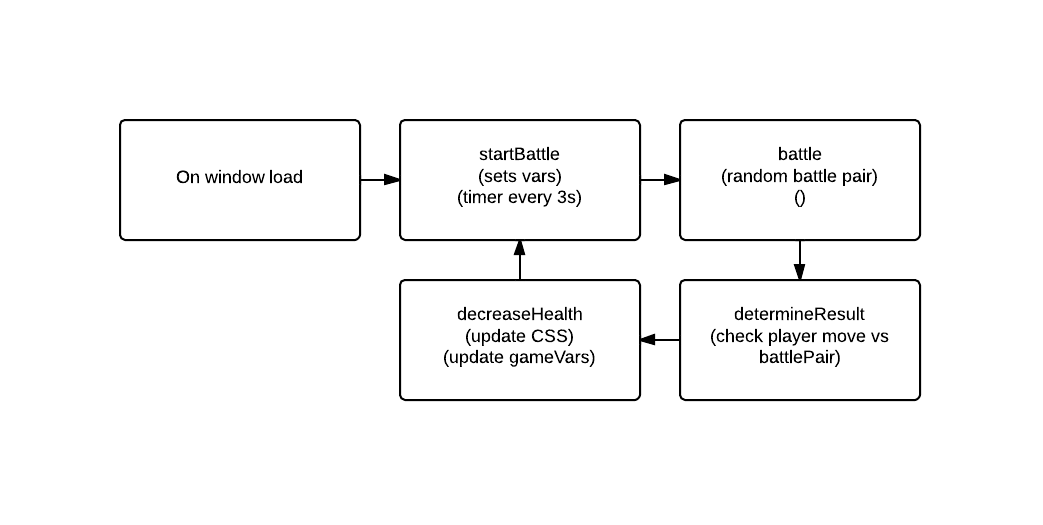 On window load
startBattle
(sets vars)
(timer every 3s)
battle
(random battle pair)
()
decreaseHealth
(update CSS)
(update gameVars)
determineResult
(check player move vs
battlePair)